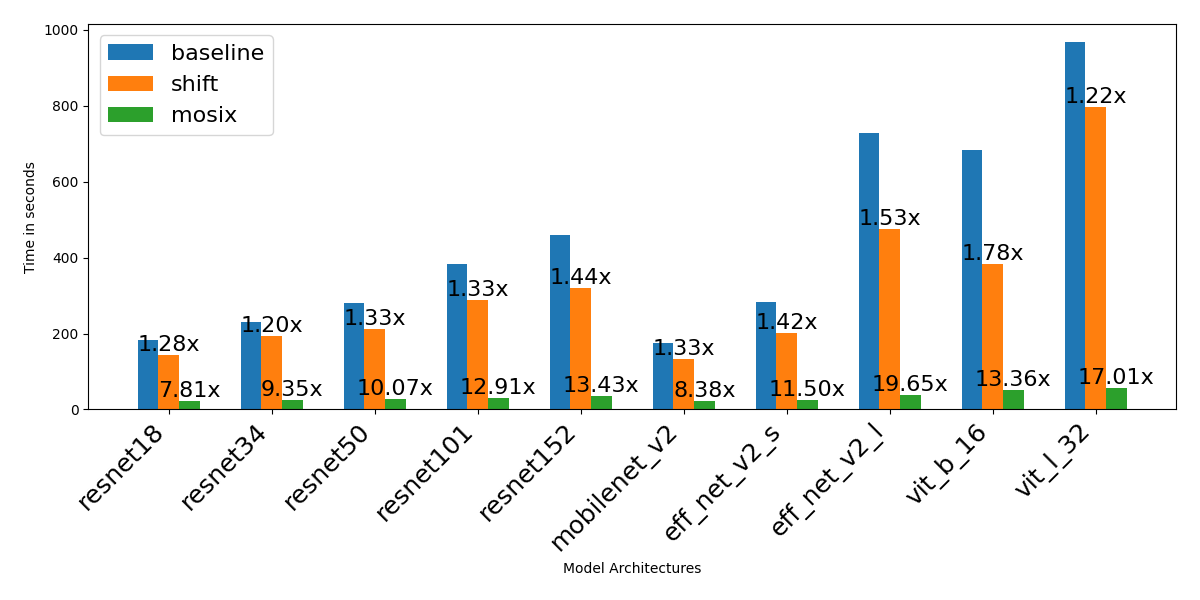 1000
800
600
400
200
0
Time in seconds
baseline
shift
mosix
1.28x
7.81x
1.20x
9.35x
1.33x
10.07x
1.33x
12.91x
1.44x
13.43x
1.33x
8.38x
1.42x
11.50x
1.53x
19.65x
1.78x
13.36x
1.22x
17.01x
resnet18
resnet34
resnet50
resnet101
resnet152
mobilenet_v2
eff_net_v2_s
eff_net_v2_l
vit_b_16
vit_l_32
Model Architectures